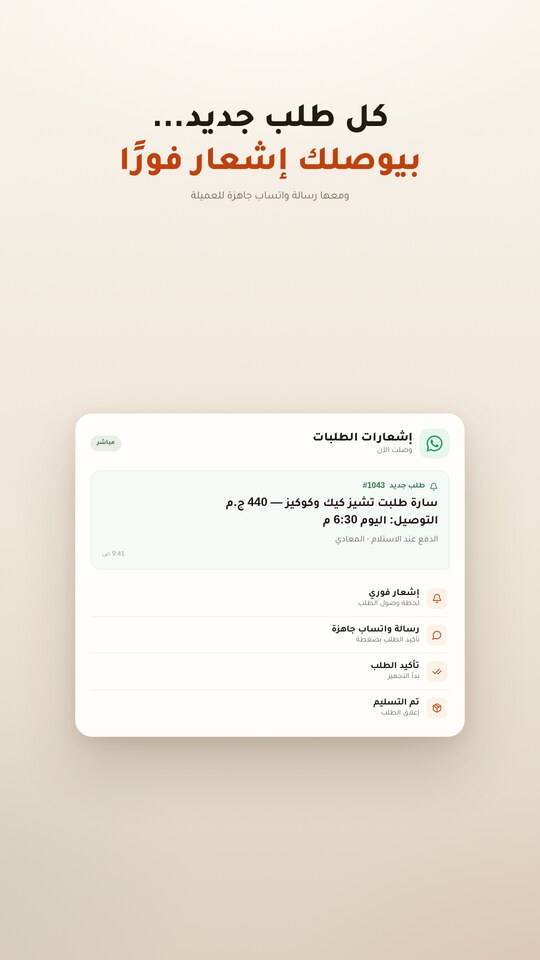 كل طلب جديد...
بيوصلك إشعار فورًا
ومعها رسالة واتساب جاهزة للعميلة
إشعارات الطلبات
وصلت الآن
مباشر
طلب جديد #1043
سارة طلبت تشيز كيك وكوكيز — 440 ج.م
التوصيل: اليوم 6:30 م
الدفع عند الاستلام · المعادي
9:41 ص
إشعار فوري
لحظة وصول الطلب
رسالة واتساب جاهزة
تأكيد الطلب بضغطة
تأكيد الطلب
بدأ التجهيز
تم التسليم
إغلاق الطلب